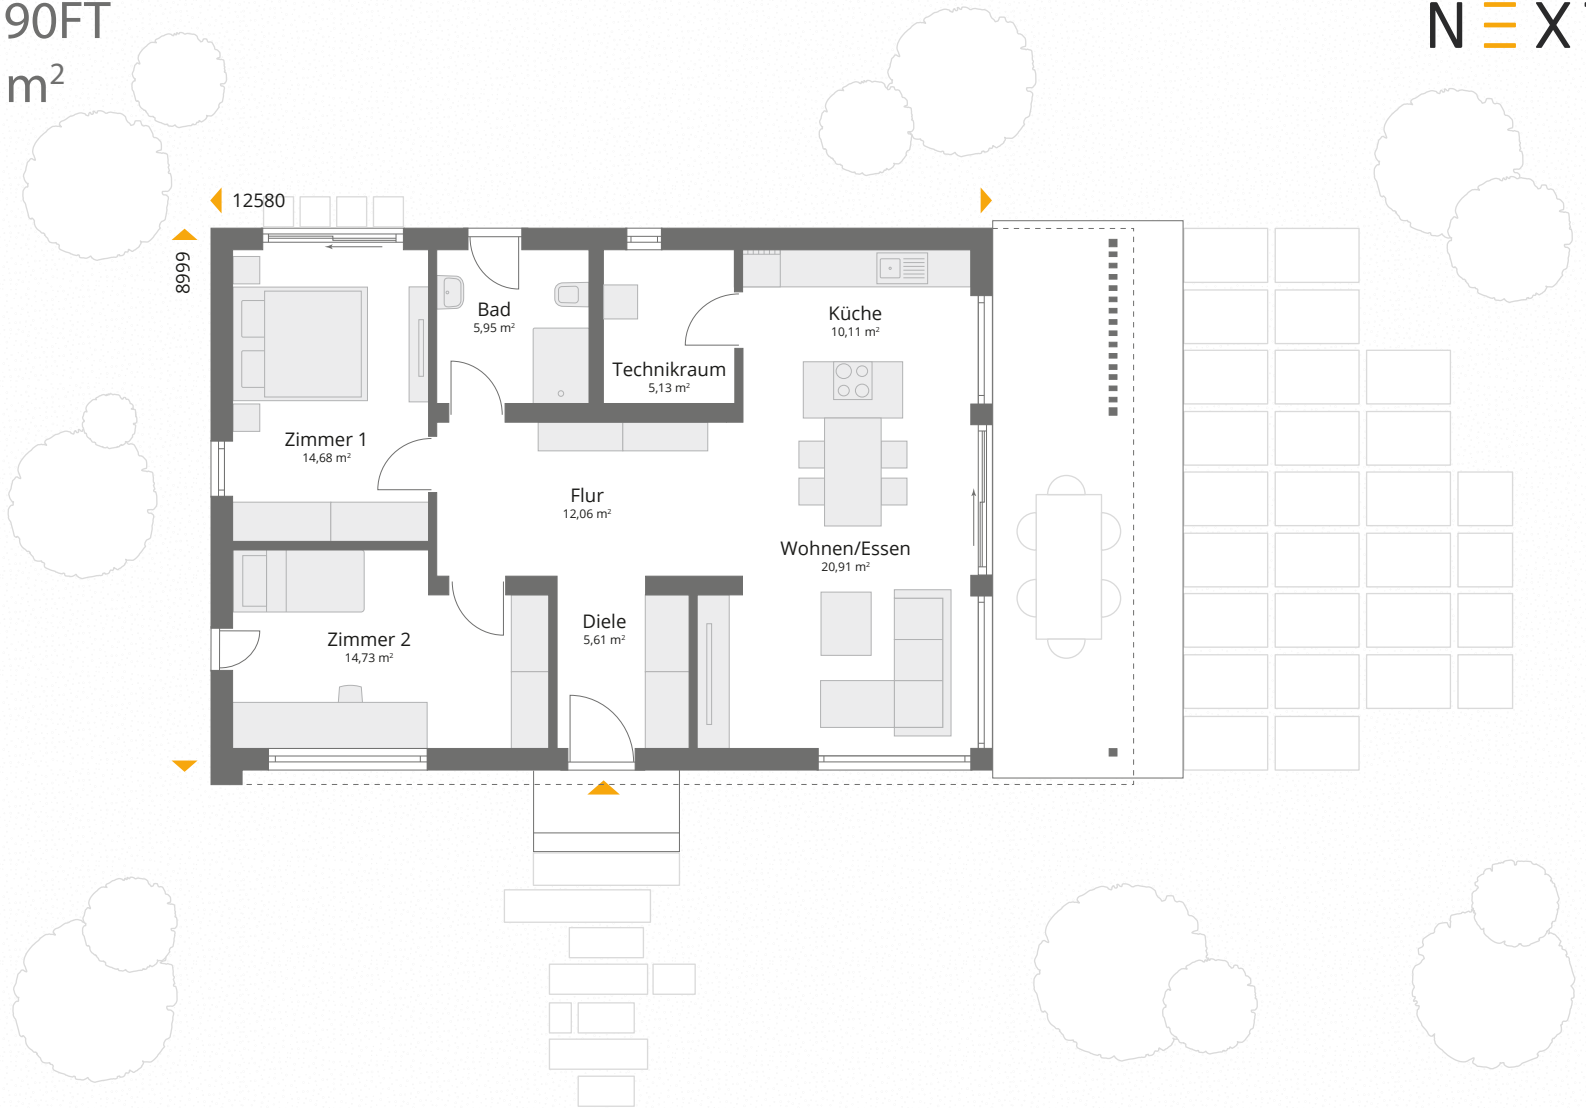 90FT
m²
NEX
12580
8999
Bad
5,95 m²
Küche
10,11 m²
Technikraum
5,13 m²
Zimmer 1
14,68 m²
Flur
12,06 m²
Wohnen/Essen
20,91 m²
Zimmer 2
14,73 m²
Diele
5,61 m²